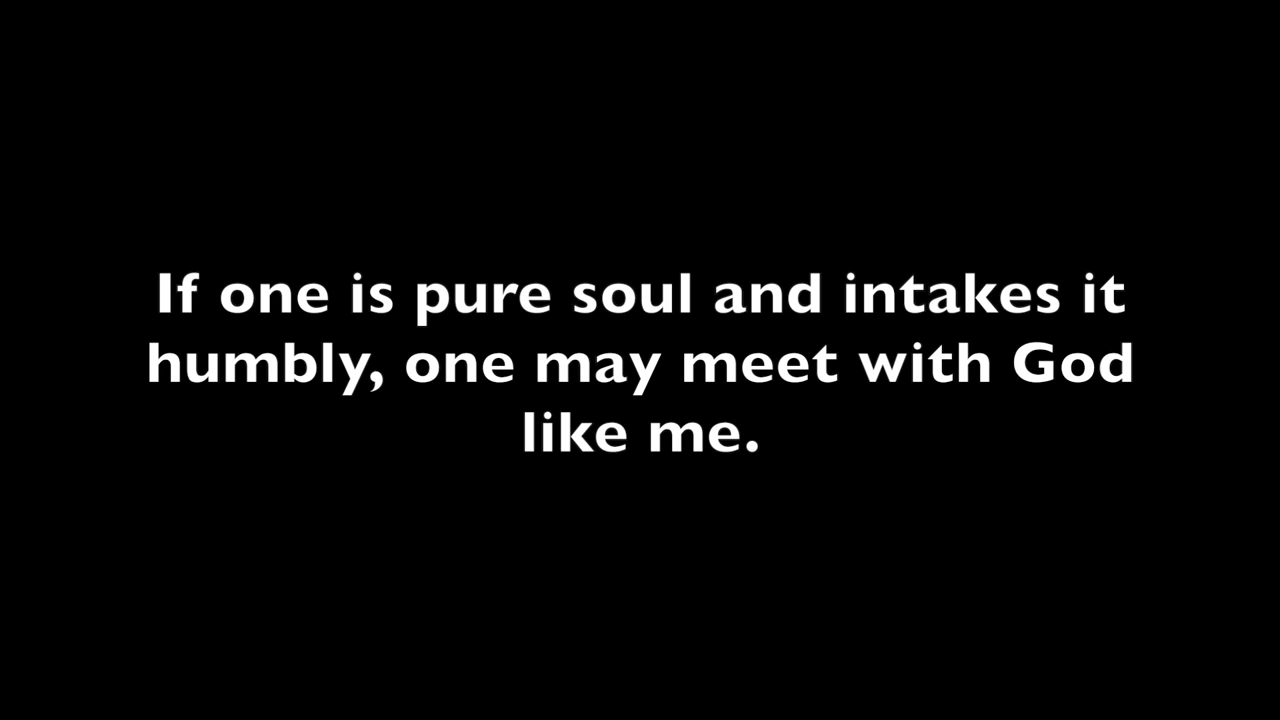 If one is pure soul and intakes it
humbly, one may meet with God
like me.